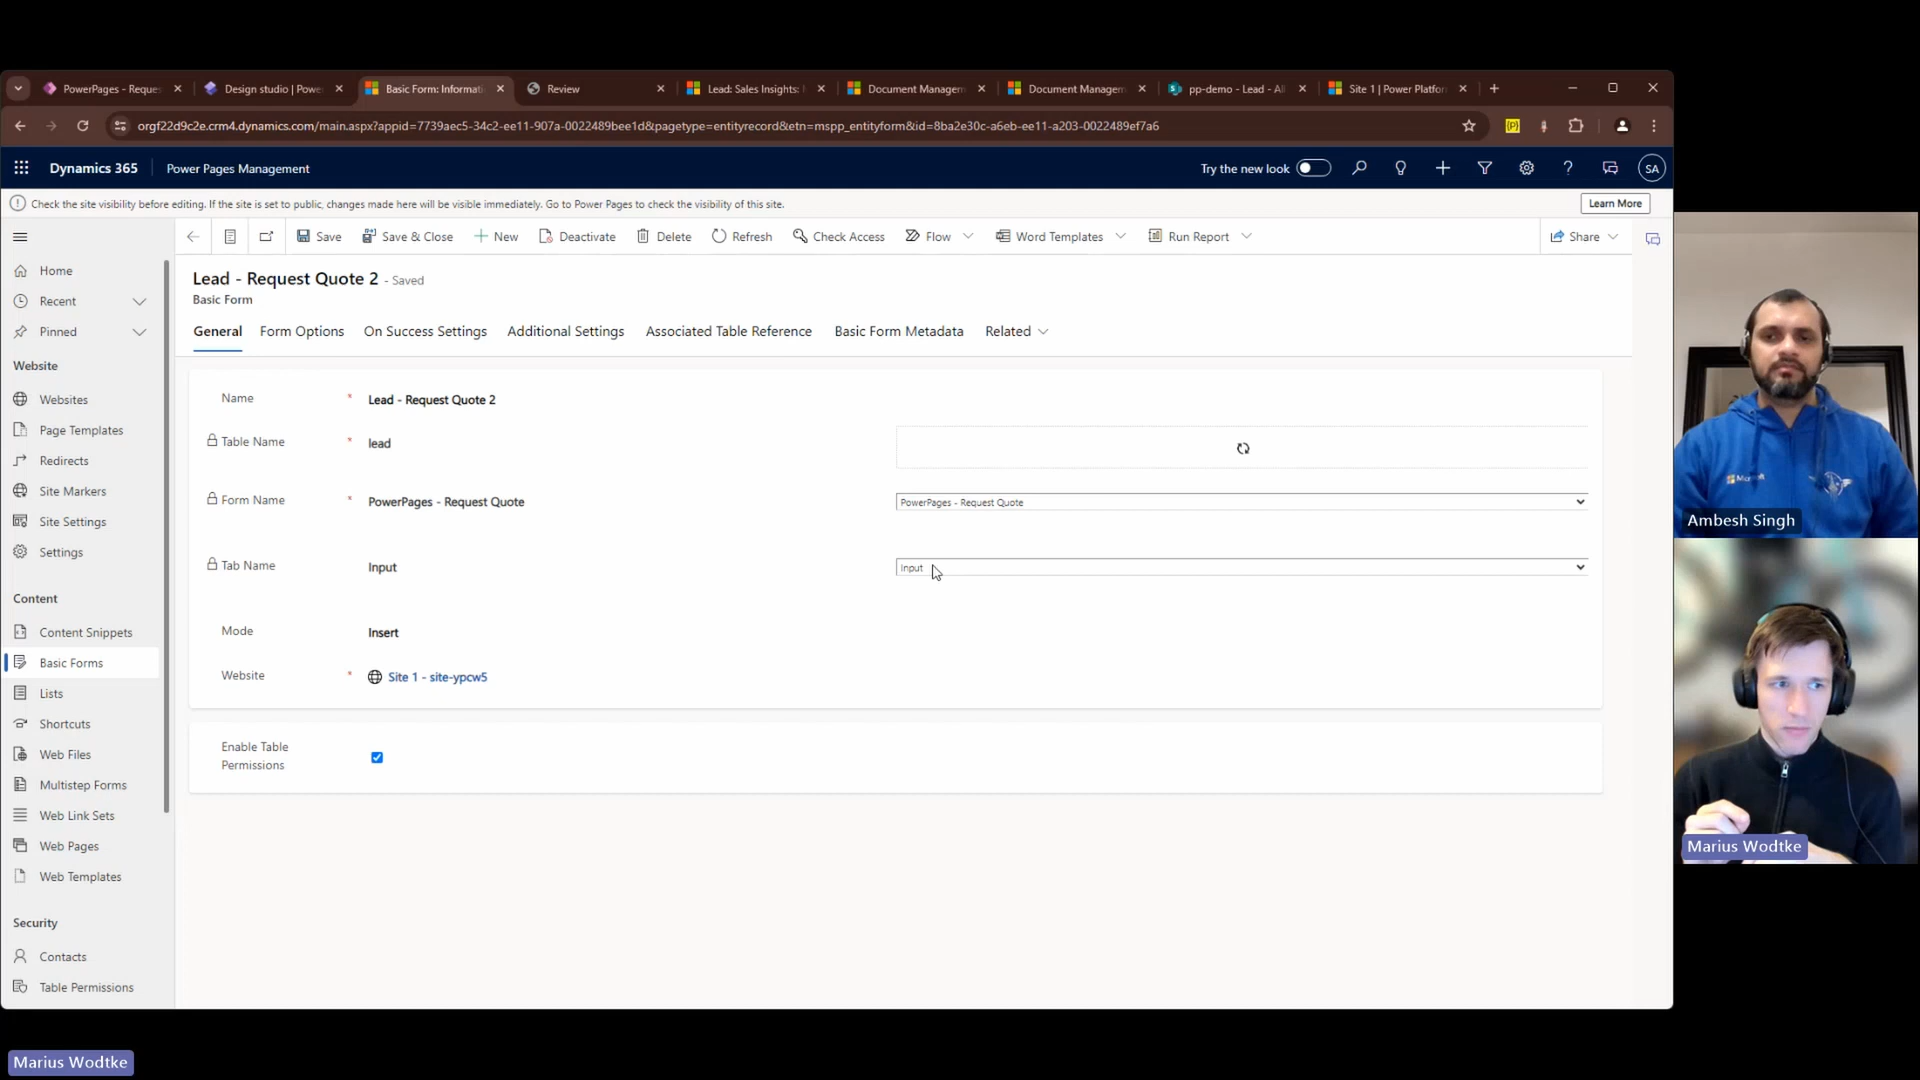 PowerPages - Reques
Design studio | Powe
Basic Form: Informati
Review
Lead: Sales Insights:
Document Managem
Document Managem
pp-demo - Lead - All
Site 1 | Power Platfor
orgf22d9c2e.crm4.dynamics.com/main.aspx?appid=7739aec5-34c2-ee11-907a-0022489bee1d&pagetype=entityrecord&etn=mspp_entityform&id=8ba2e30c-a6eb-ee11-a203-0022489ef7a6
Dynamics 365
Power Pages Management
Try the new look
SA
Check the site visibility before editing. If the site is set to public, changes made here will be visible immediately. Go to Power Pages to check the visibility of this site.
Learn More
Save
Save & Close
New
Deactivate
Delete
Refresh
Check Access
Flow
Word Templates
Run Report
Share
Home
Recent
Pinned
Website
Websites
Page Templates
Redirects
Site Markers
Site Settings
Settings
Content
Content Snippets
Basic Forms
Lists
Shortcuts
Web Files
Multistep Forms
Web Link Sets
Web Pages
Web Templates
Security
Contacts
Table Permissions
Lead - Request Quote 2 - Saved
Basic Form
General
Form Options
On Success Settings
Additional Settings
Associated Table Reference
Basic Form Metadata
Related
Name * Lead - Request Quote 2
Table Name * lead
Form Name * PowerPages - Request Quote
PowerPages - Request Quote
Tab Name Input
Input
Mode Insert
Website * Site 1 - site-ypcw5
Enable Table
Permissions
Microsoft
Ambesh Singh
Marius Wodtke
Marius Wodtke